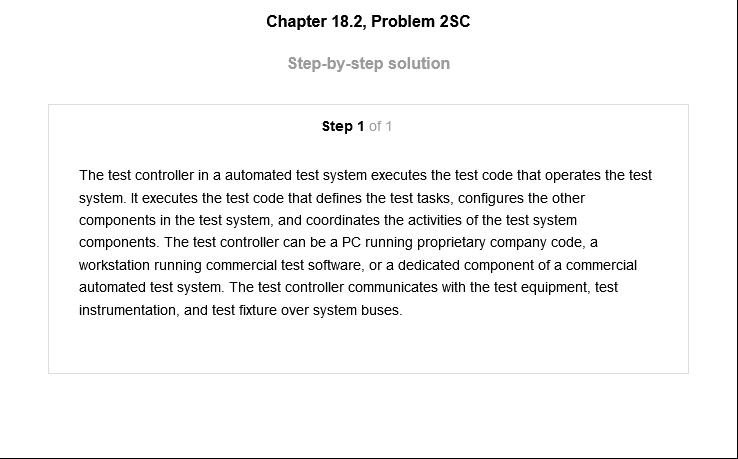 Chapter 18.2, Problem 2SC
Step-by-step solution
Step 1 of 1
The test controller in a automated test system executes the test code that operates the test
system. It executes the test code that defines the test tasks, configures the other
components in the test system, and coordinates the activities of the test system
components. The test controller can be a PC running proprietary company code, a
workstation running commercial test software, or a dedicated component of a commercial
automated test system. The test controller communicates with the test equipment, test
instrumentation, and test fixture over system buses.